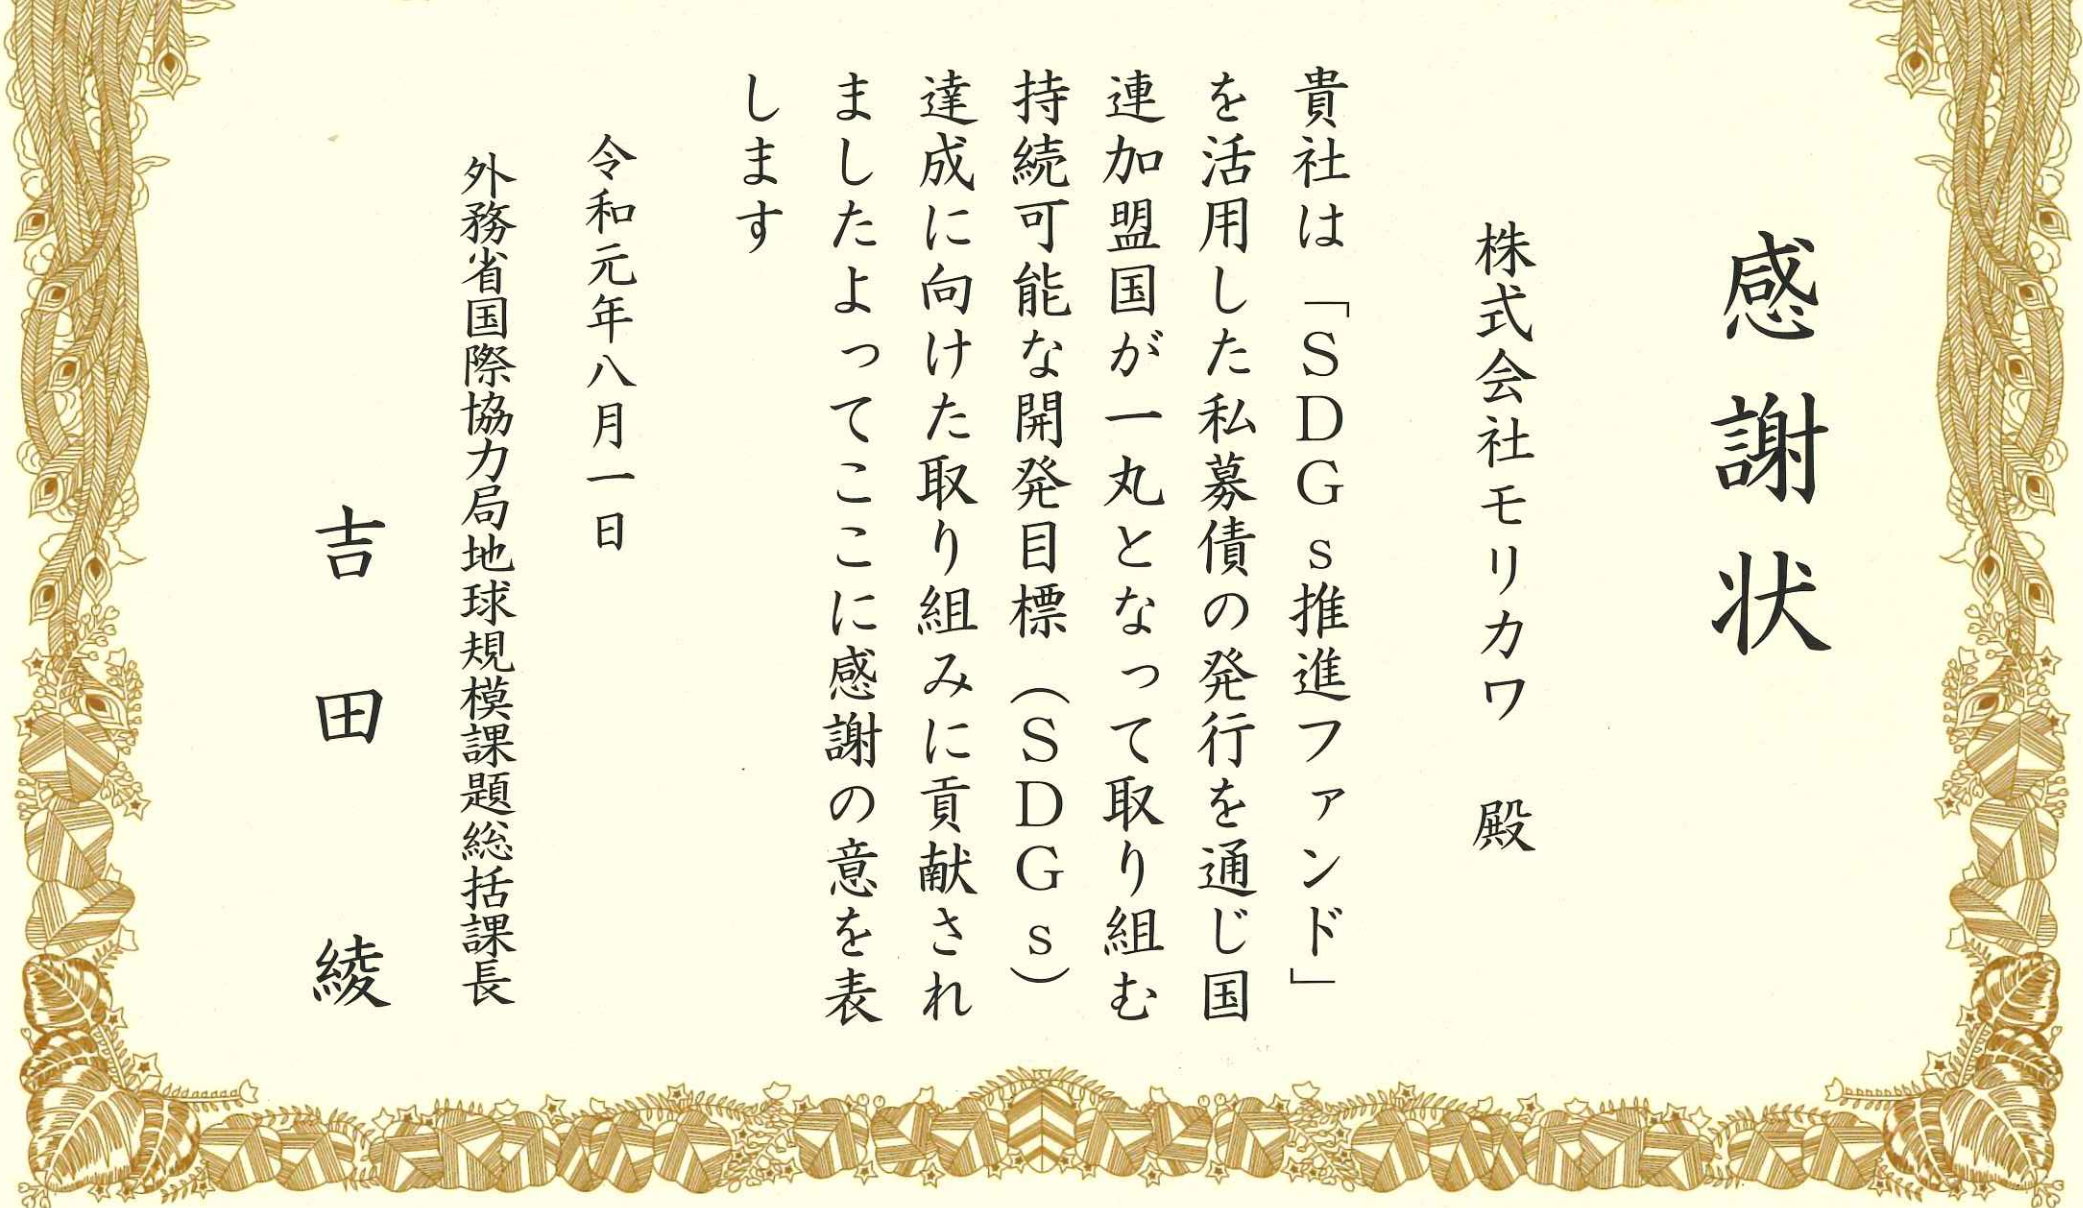 感謝状
株式会社モリカワ 殿
貴社は「ＳＤＧｓ推進ファンド」
を活用した私募債の発行を通じ国
連加盟国が一丸となって取り組む
持続可能な開発目標（ＳＤＧｓ）
達成に向けた取り組みに貢献され
ましたよってここに感謝の意を表
します
令和元年八月一日
外務省国際協力局地球規模課題総括課長
吉田 綾